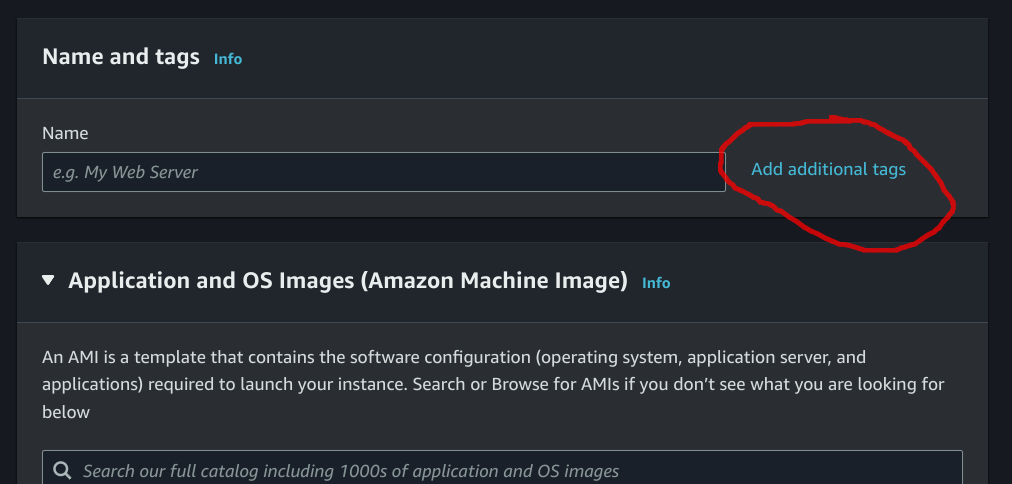 Name and tags Info
Name
e.g. My Web Server
Add additional tags
Application and OS Images (Amazon Machine Image) Info
An AMI is a template that contains the software configuration (operating system, application server, and
applications) required to launch your instance. Search or Browse for AMIs if you don’t see what you are looking for
below
Search our full catalog including 1000s of application and OS images